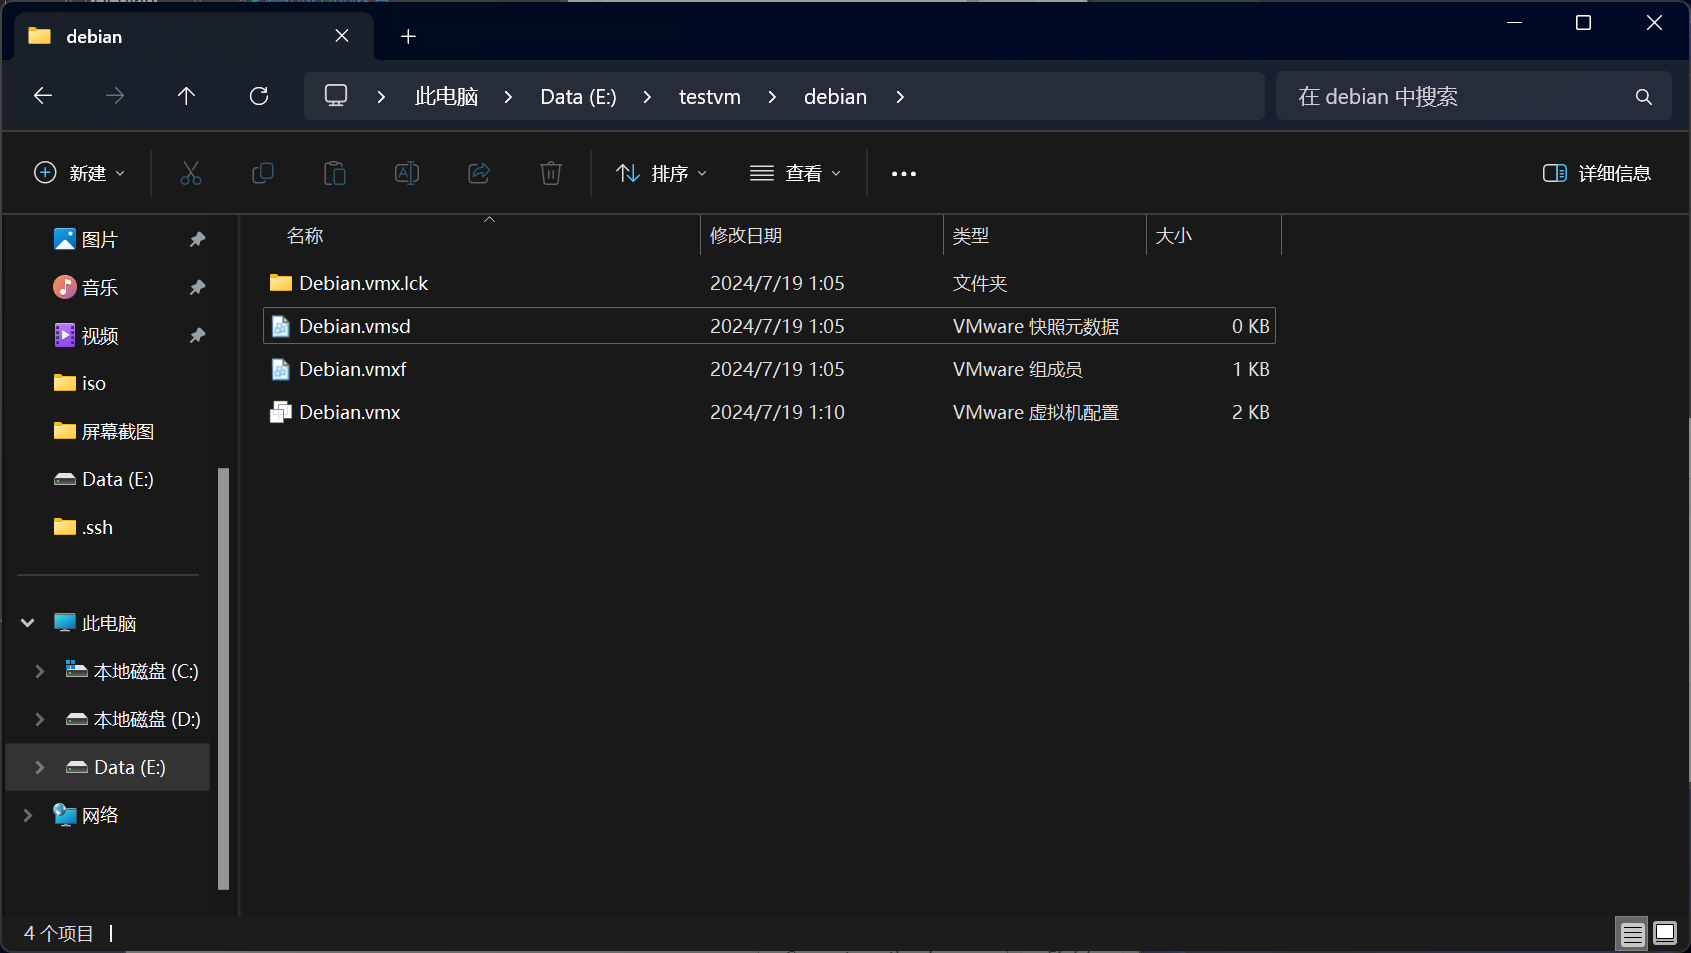 debian
此电脑 Data (E:) testvm debian
在 debian 中搜索
新建 排序 查看 详细信息
图片
音乐
视频
iso
屏幕截图
Data (E:)
.ssh
此电脑
本地磁盘 (C:)
本地磁盘 (D:)
Data (E:)
网络
名称 修改日期 类型 大小
Debian.vmx.lck 2024/7/19 1:05 文件夹
Debian.vmsd 2024/7/19 1:05 VMware 快照元数据 0 KB
Debian.vmxf 2024/7/19 1:05 VMware 组成员 1 KB
Debian.vmx 2024/7/19 1:10 VMware 虚拟机配置 2 KB
4 个项目